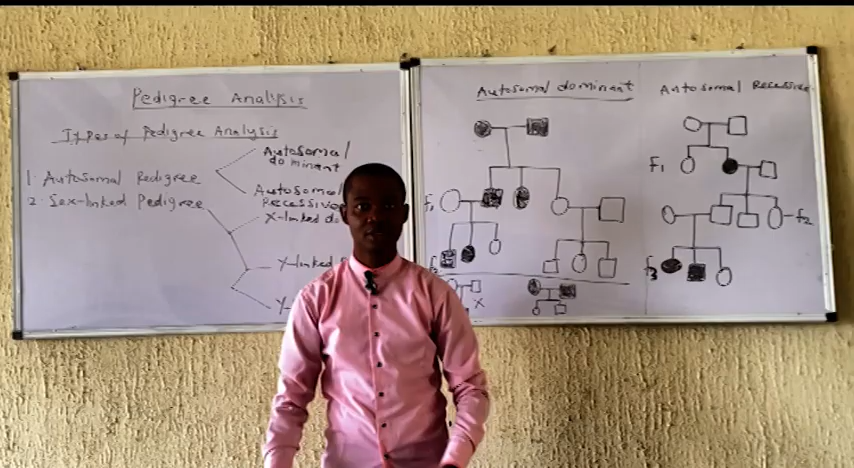 Pedigree Analysis
Types of Pedigree Analysis
1. Autosomal Pedigree
Autosomal
dominant
Autosomal
Recessive
2. Sex-linked Pedigree
X-linked do
X-linked
Y-
Autosomal dominant
f1
X
Autosomal Recessive
F1
f2
f3